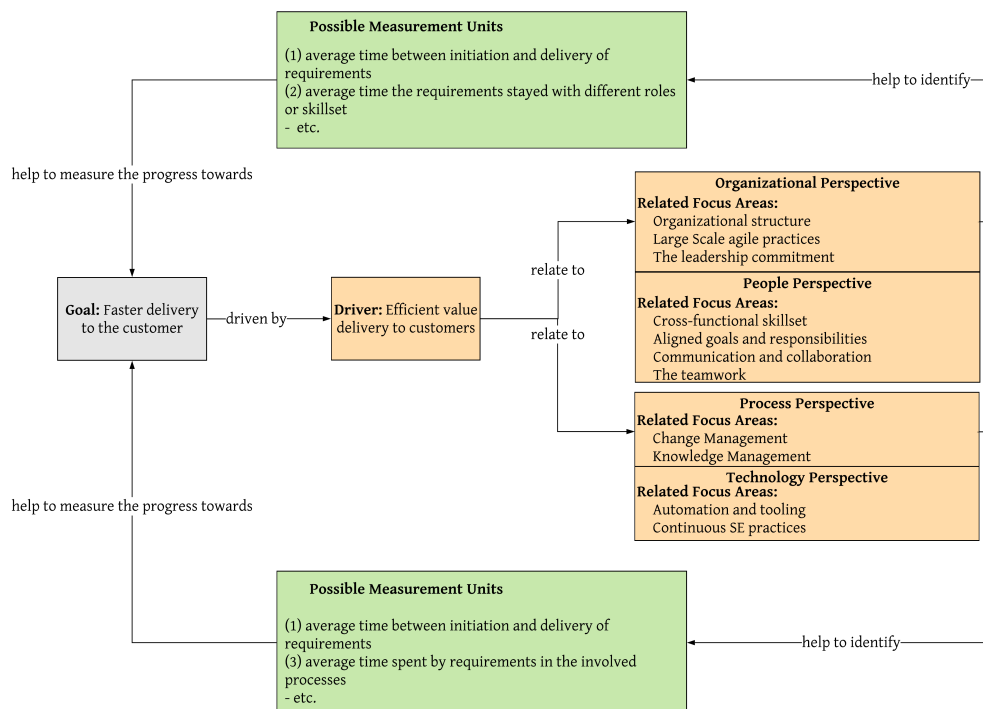 Possible Measurement Units
(1) average time between initiation and delivery of
requirements
(2) average time the requirements stayed with different roles
or skillset
- etc.
help to identify
help to measure the progress towards
Organizational Perspective
Related Focus Areas:
Organizational structure
Large Scale agile practices
The leadership commitment
relate to
People Perspective
Related Focus Areas:
Cross-functional skillset
Aligned goals and responsibilities
Communication and collaboration
The teamwork
Goal: Faster delivery
to the customer
driven by
Driver: Efficient value
delivery to customers
relate to
Process Perspective
Related Focus Areas:
Change Management
Knowledge Management
Technology Perspective
Related Focus Areas:
Automation and tooling
Continuous SE practices
help to measure the progress towards
Possible Measurement Units
(1) average time between initiation and delivery of
requirements
(3) average time spent by requirements in the involved
processes
- etc.
help to identify